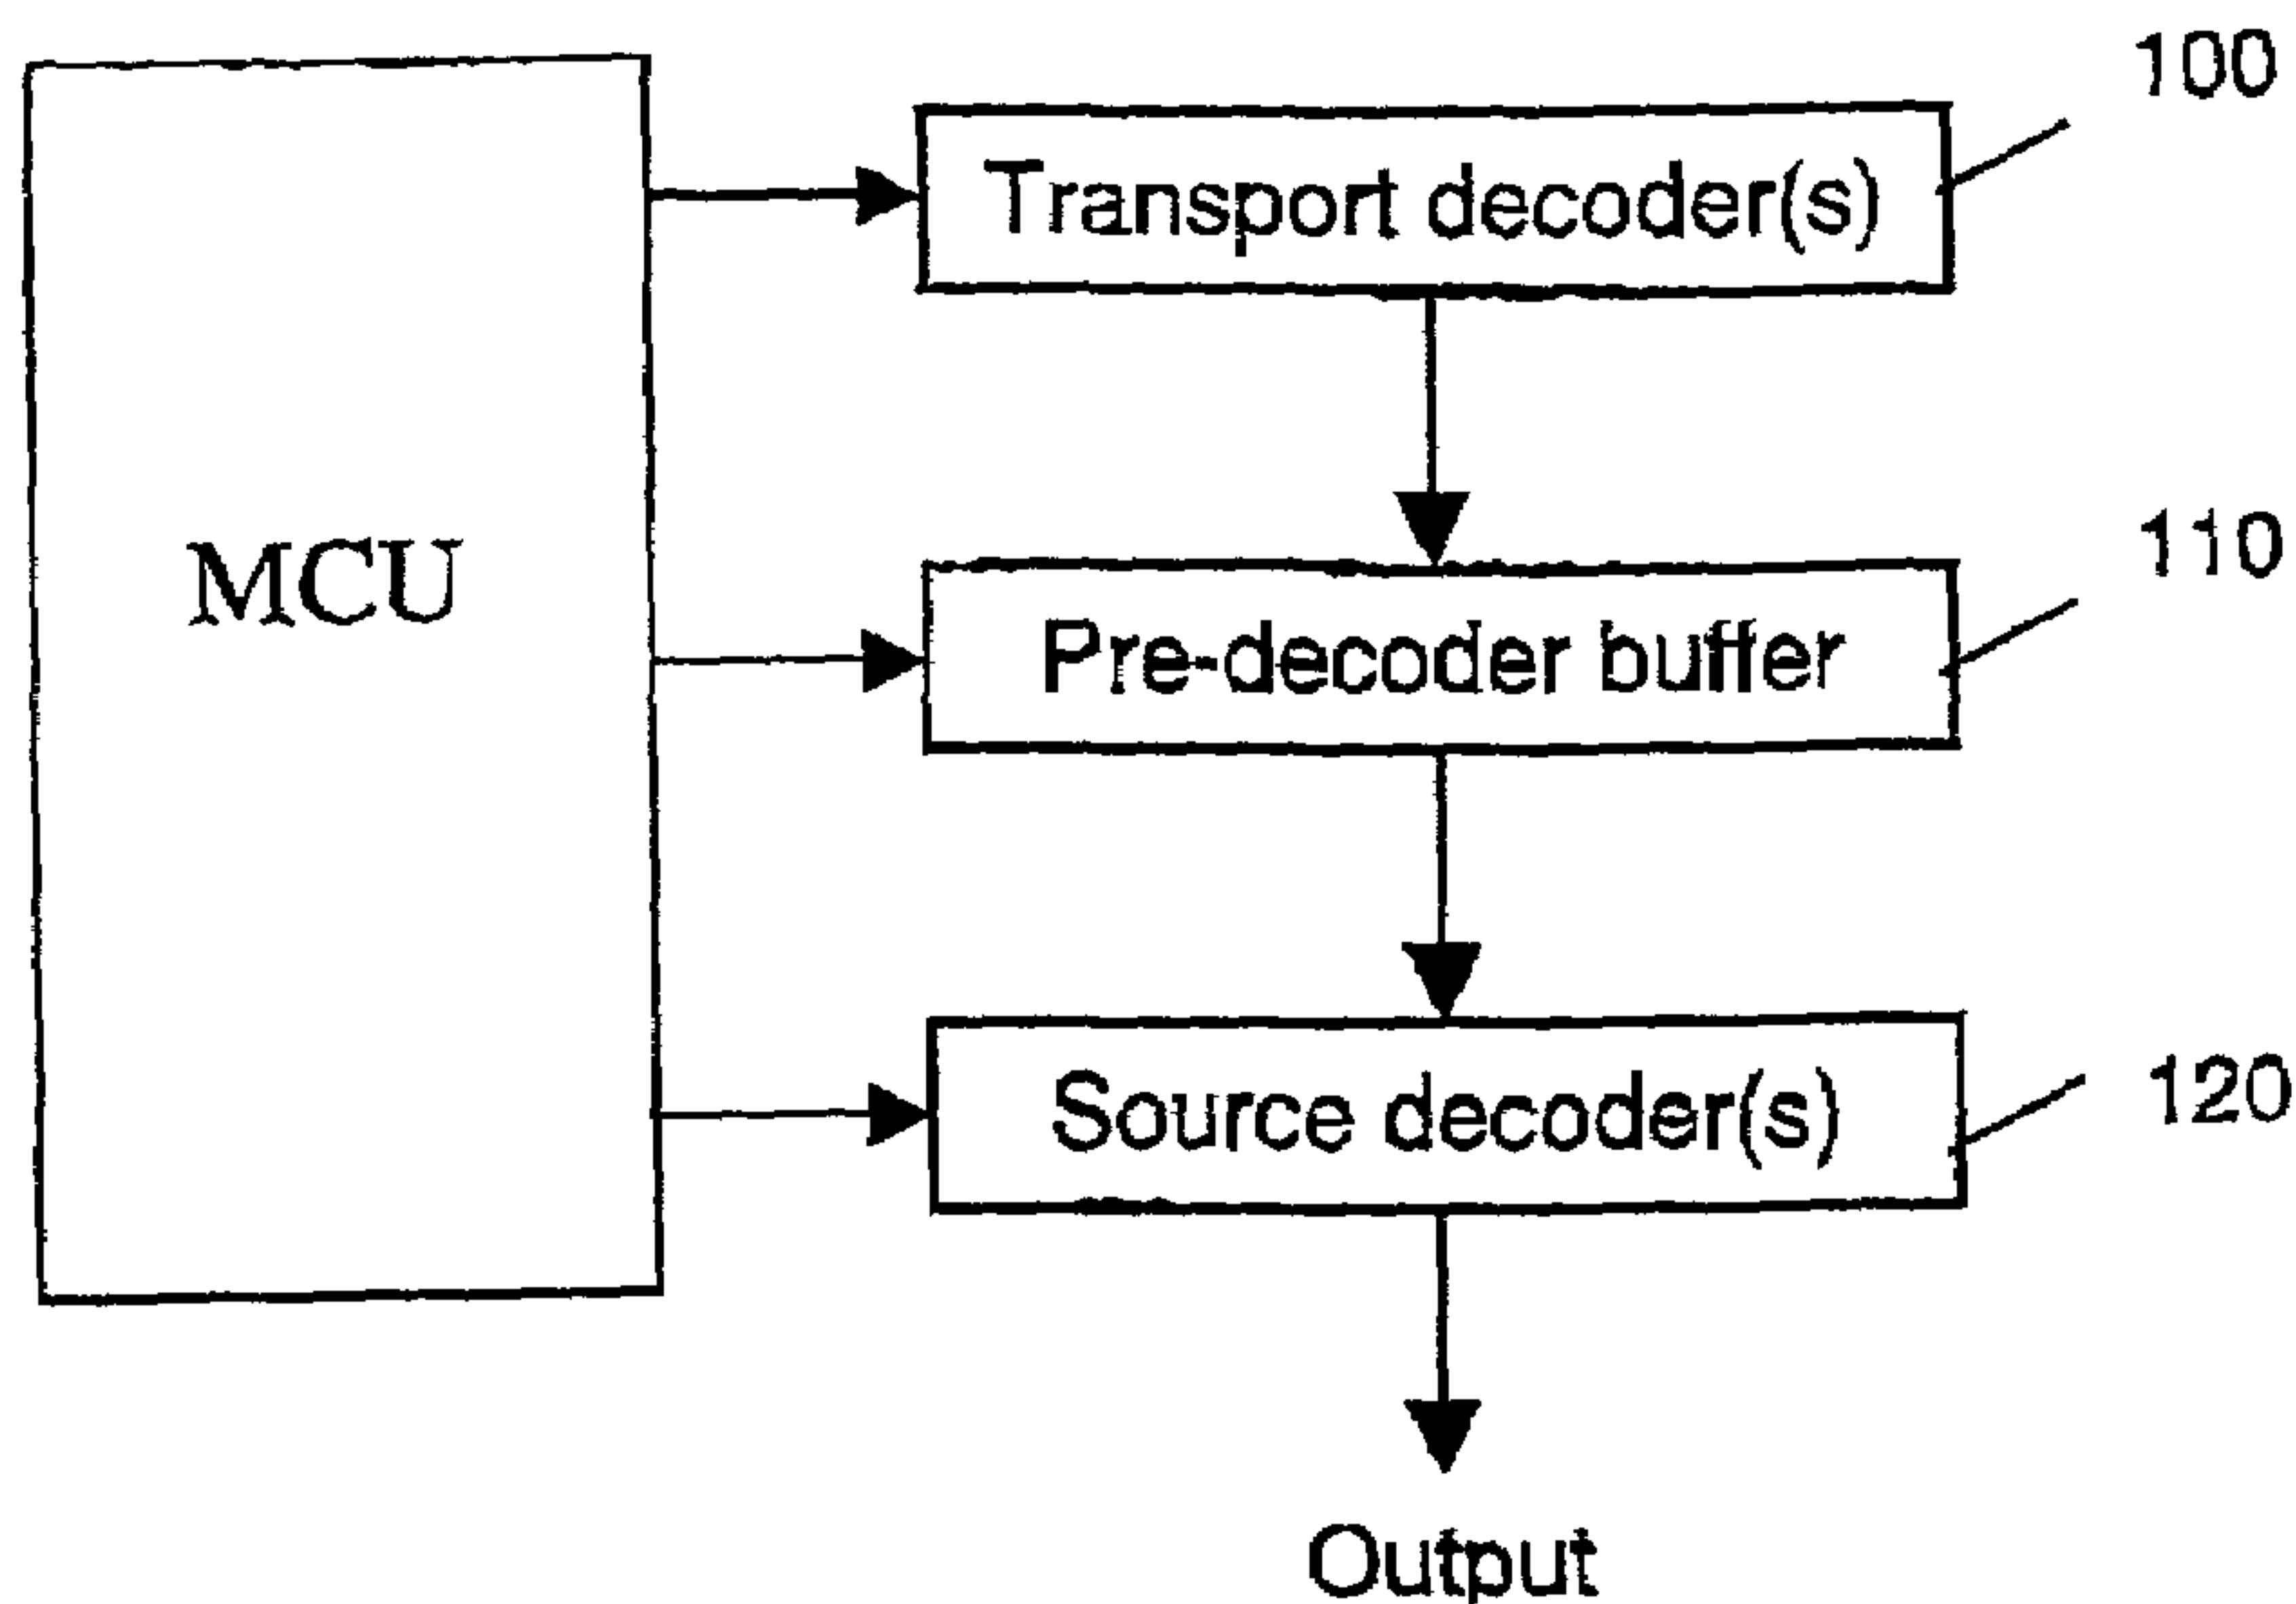 100
Transport decoder(s)
110
MCU
Pre-decoder buffer
120
Source decoder(s)
Output